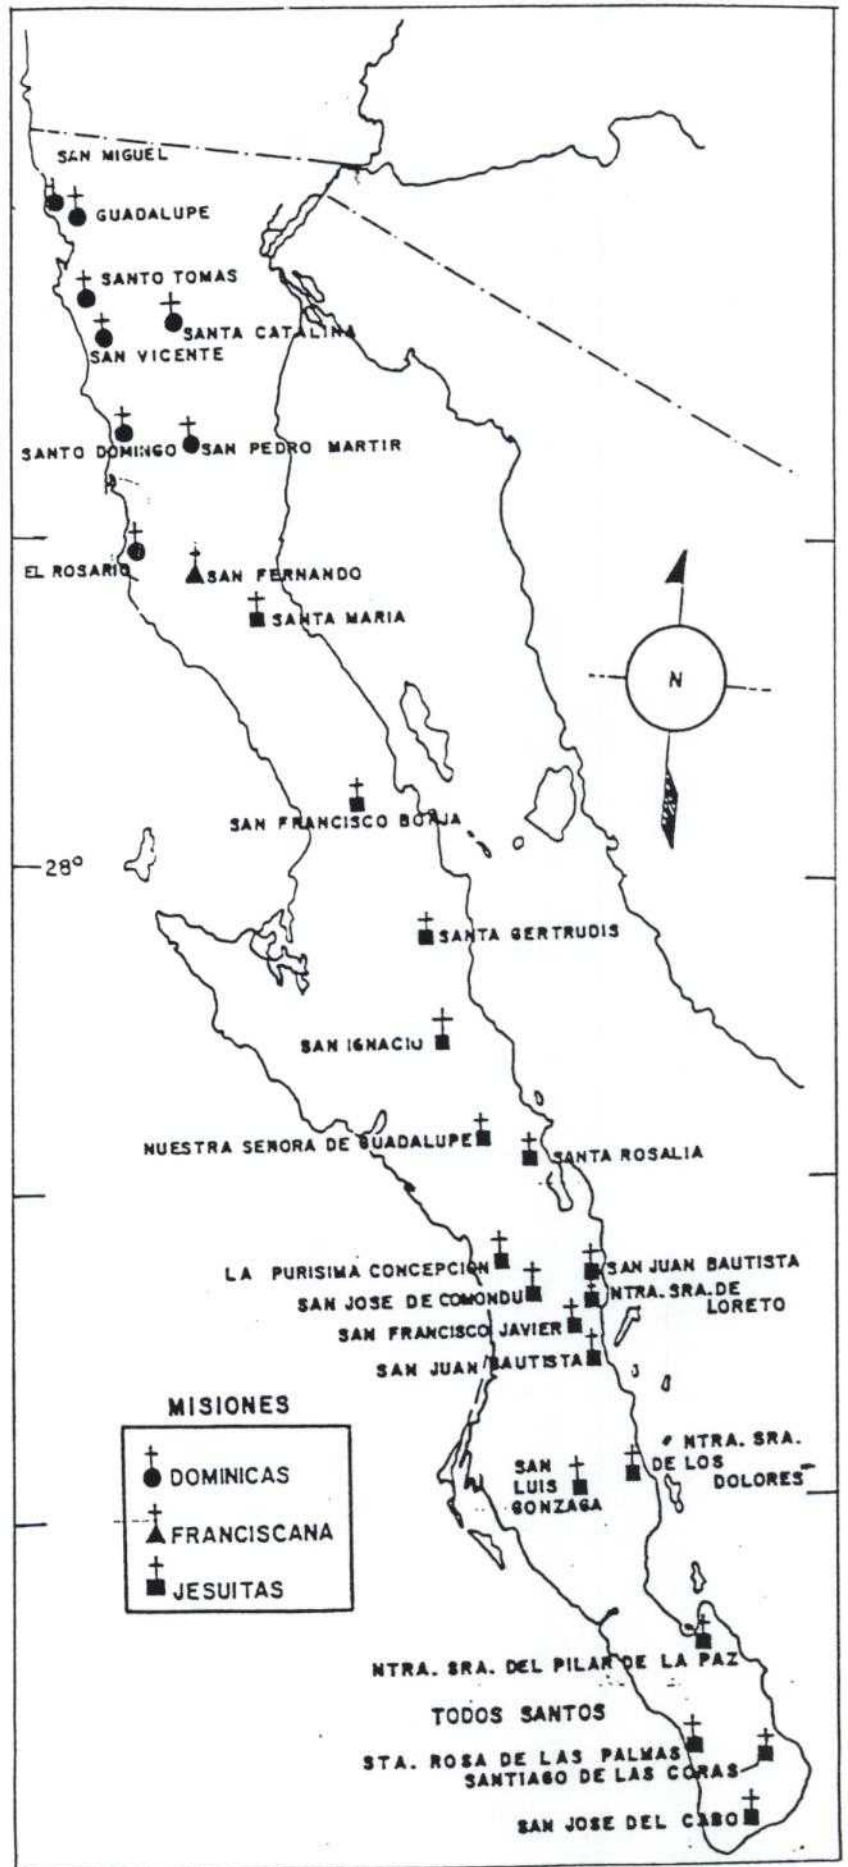 SAN MIGUEL
GUADALUPE
SANTO TOMAS
SANTA CATALINA
SAN VICENTE
SANTO DOMINGO
SAN PEDRO MARTIR
EL ROSARIO
SAN FERNANDO
SANTA MARIA
N
SAN FRANCISCO BORJA
28°
SANTA GERTRUDIS
SAN IGNACIO
NUESTRA SEÑORA DE GUADALUPE
SANTA ROSALIA
LA PURISIMA CONCEPCION
SAN JUAN BAUTISTA
SAN JOSE DE COMONDU
NTRA. SRA. DE
LORETO
SAN FRANCISCO JAVIER
SAN JUAN BAUTISTA
MISIONES
DOMINICAS
FRANCISCANA
JESUITAS
SAN
LUIS
GONZAGA
NTRA. SRA.
DE LOS
DOLORES
NTRA. SRA. DEL PILAR DE LA PAZ
TODOS SANTOS
STA. ROSA DE LAS PALMAS
SANTIAGO DE LAS CORAS
SAN JOSE DEL CABO